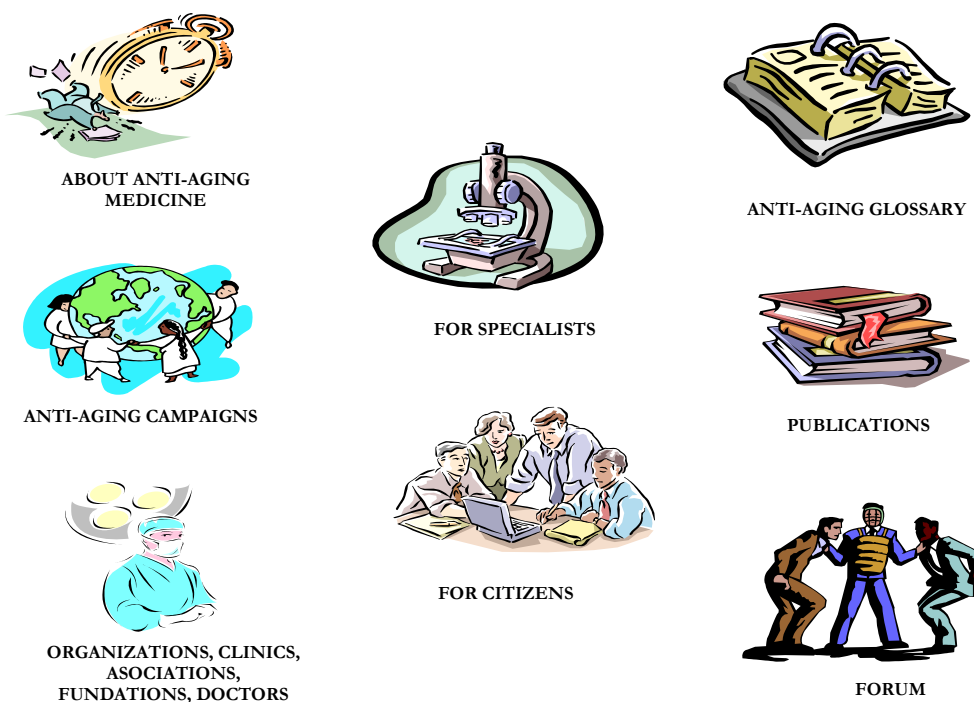 ABOUT ANTI-AGING
MEDICINE
ANTI-AGING GLOSSARY
FOR SPECIALISTS
ANTI-AGING CAMPAIGNS
PUBLICATIONS
FOR CITIZENS
ORGANIZATIONS, CLINICS,
ASOCIATIONS,
FUNDATIONS, DOCTORS
FORUM